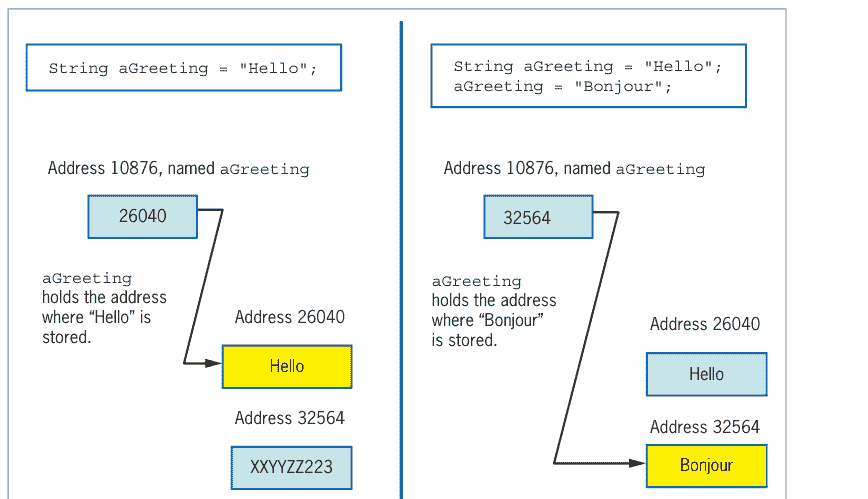 String aGreeting = "Hello";
Address 10876, named aGreeting
26040
aGreeting
holds the address
where “Hello” is
stored.
Address 26040
Hello
Address 32564
XXYYZZ223
String aGreeting = "Hello";
aGreeting = "Bonjour";
Address 10876, named aGreeting
32564
aGreeting
holds the address
where “Bonjour”
is stored.
Address 26040
Hello
Address 32564
Bonjour